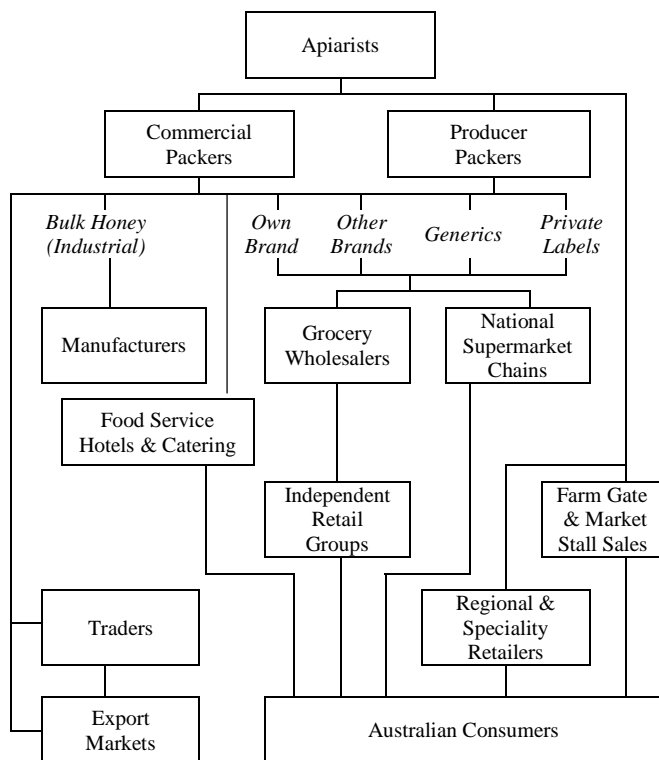 Apiarists
Commercial
Packers
Producer
Packers
Bulk Honey
(Industrial)
Own
Brand
Other
Brands
Generics
Private
Labels
Manufacturers
Grocery
Wholesalers
National
Supermarket
Chains
Food Service
Hotels & Catering
Independent
Retail
Groups
Farm Gate
& Market
Stall Sales
Traders
Regional &
Speciality
Retailers
Export
Markets
Australian Consumers